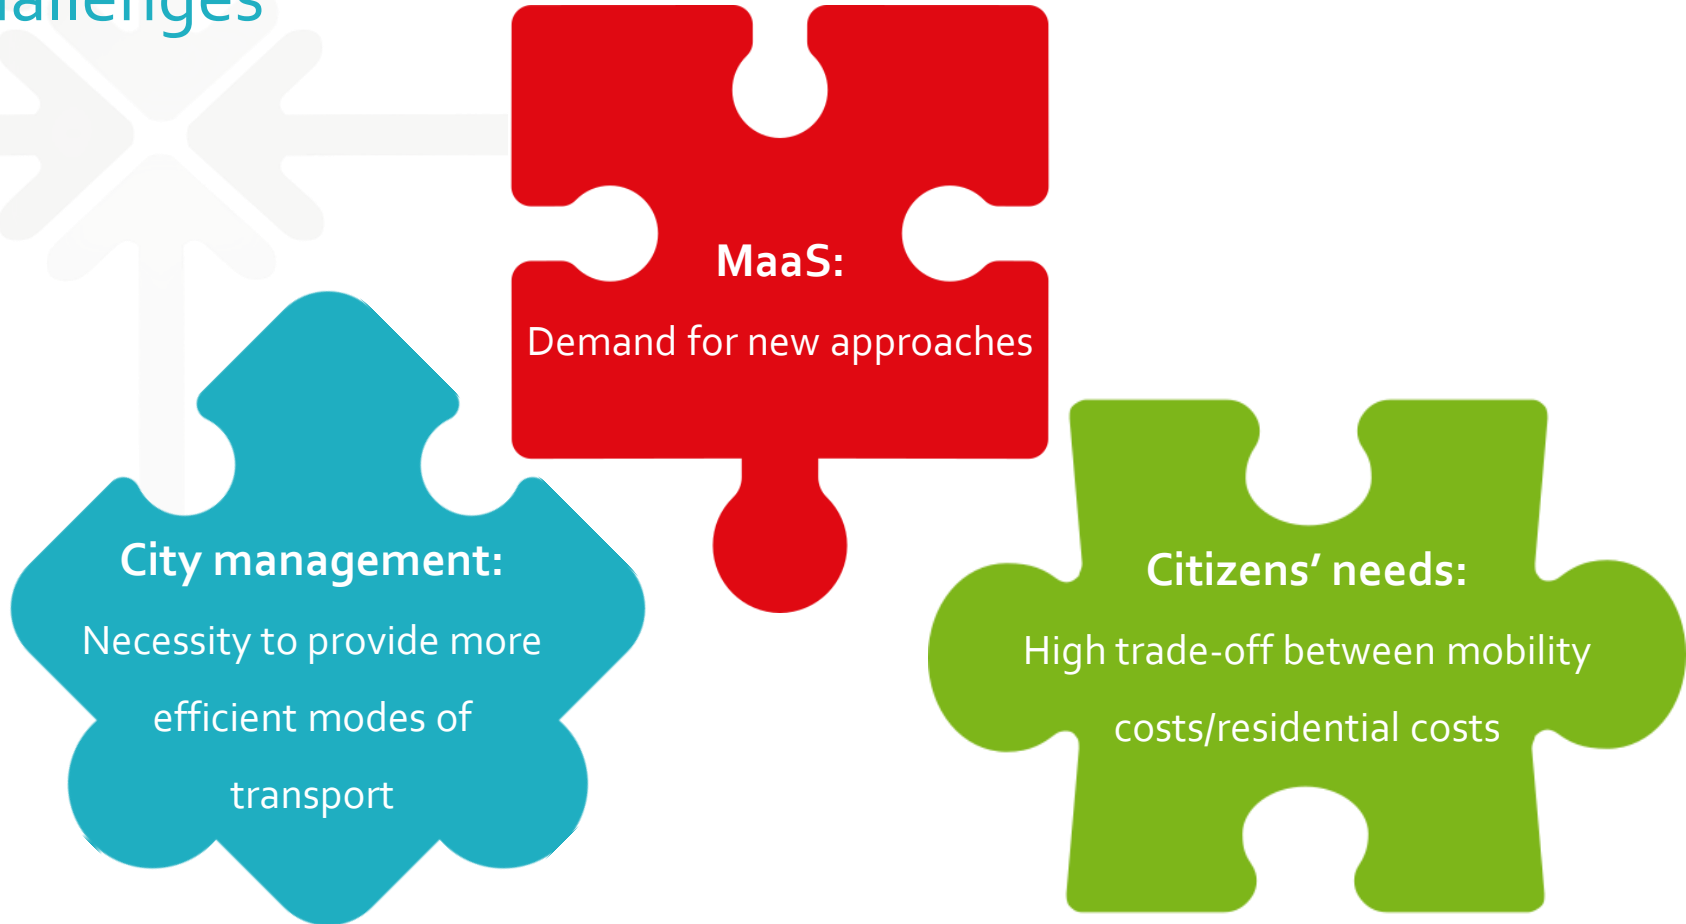 allenges
MaaS:
Demand for new approaches
City management:
Necessity to provide more
efficient modes of
transport
Citizens’ needs:
High trade-off between mobility
costs/residential costs